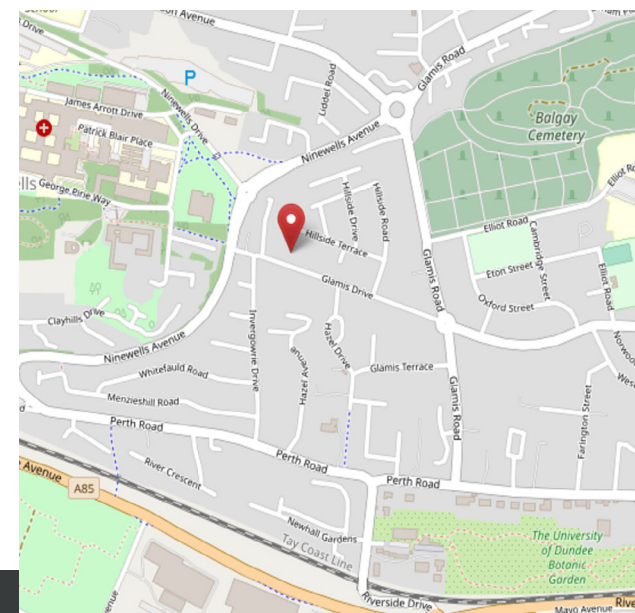 Drive
Avenue
Glamis Road
Liddel Road
P
James Arrott Drive
Ninewells Drive
Patrick Blair Place
Ninewells Avenue
Balgay
Cemetery
Elliot
George Pirie Way
Hillside Drive
Hillside Road
Hillside Terrace
Elliot Road
Cambridge Street
Glamis Road
Eton Street
Elliot Road
Glamis Drive
Oxford Street
Clayhills Drive
Invergowrie Drive
Hazel Drive
Ninewells Avenue
Hazel Avenue
Whitefauld Road
Glamis Terrace
Glamis Road
Farington Street
Menzieshill Road
Perth Road
Perth Road
River Crescent
Perth Road
Avenue
A85
Newhall Gardens
Tay Coast Line
The University
of Dundee
Botanic
Garden
Riverside Drive
Mayo Avenue